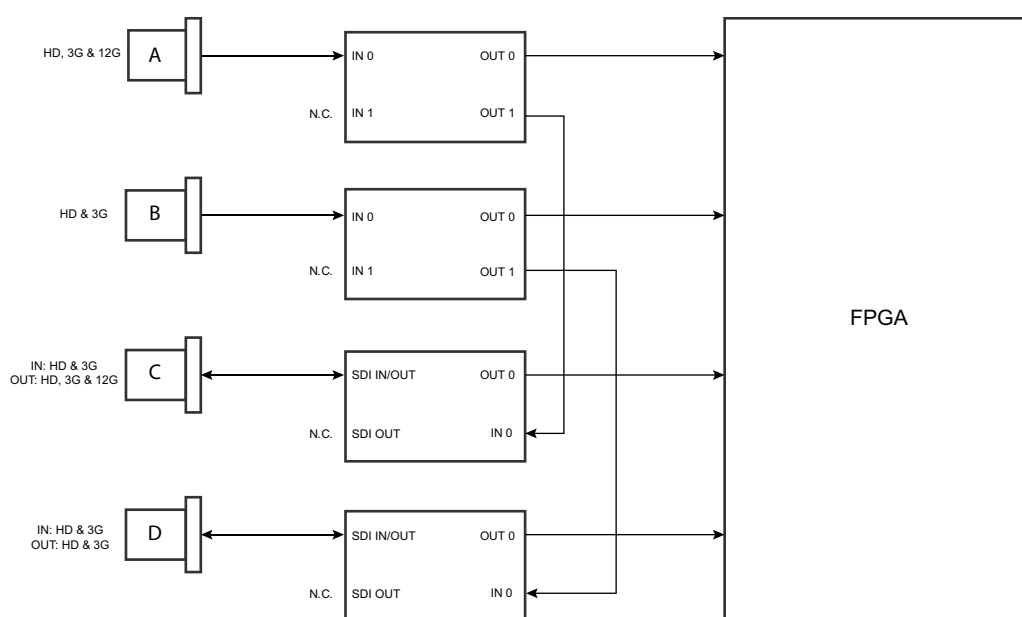 HD, 3G & 12G
A
IN 0
OUT 0
N.C.
IN 1
OUT 1
HD & 3G
B
IN 0
OUT 0
N.C.
IN 1
OUT 1
FPGA
IN: HD & 3G
OUT: HD, 3G & 12G
C
SDI IN/OUT
OUT 0
N.C.
SDI OUT
IN 0
IN: HD & 3G
OUT: HD & 3G
D
SDI IN/OUT
OUT 0
N.C.
SDI OUT
IN 0